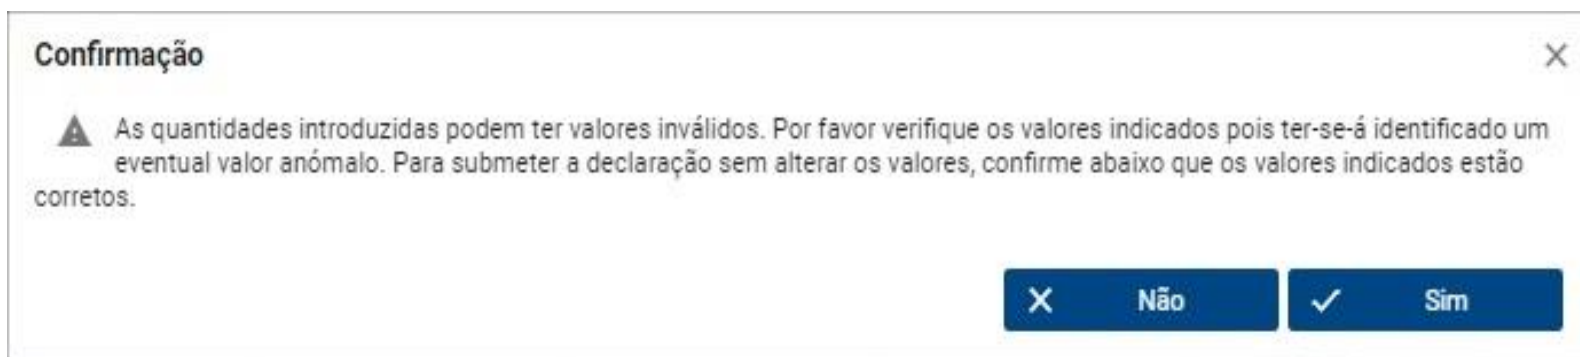 Confirmação
As quantidades introduzidas podem ter valores inválidos. Por favor verifique os valores indicados pois ter-se-á identificado um
eventual valor anómalo. Para submeter a declaração sem alterar os valores, confirme abaixo que os valores indicados estão
corretos.
Não
Sim